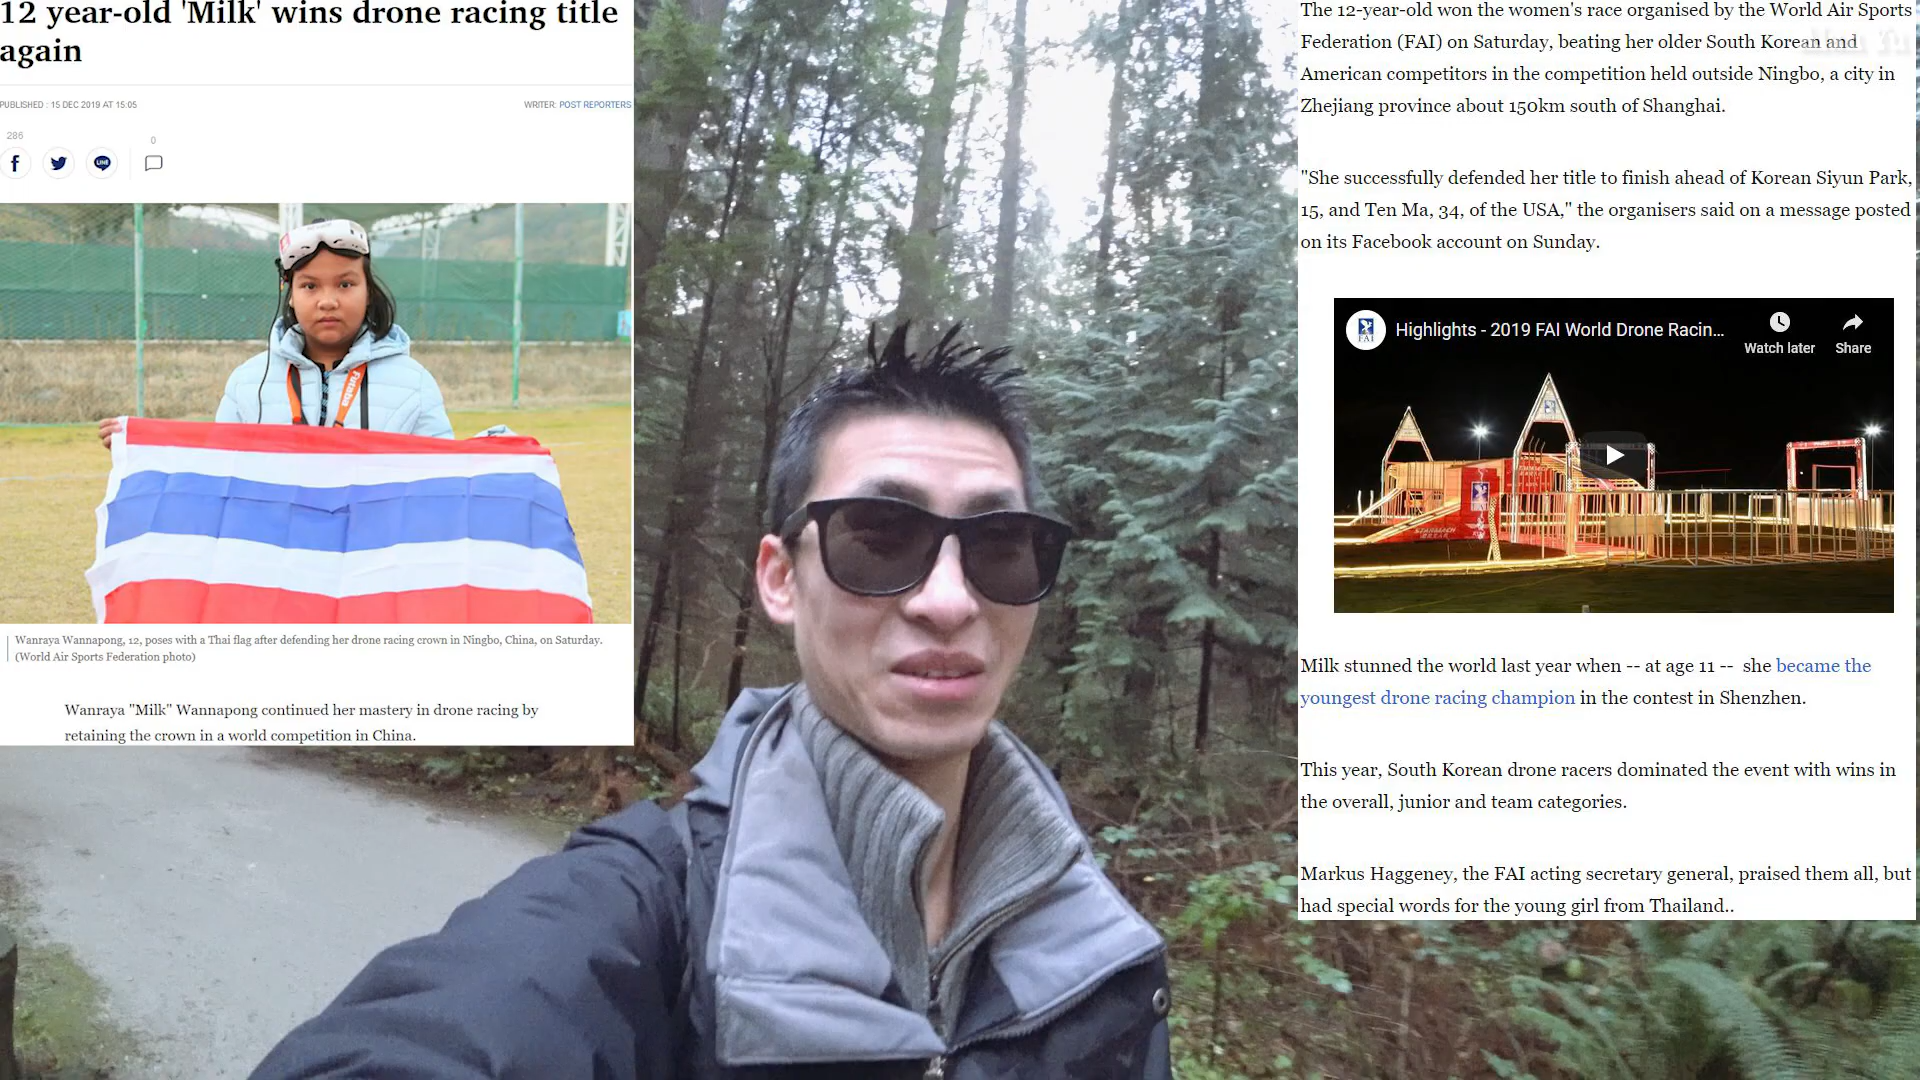 12 year-old 'Milk' wins drone racing title
again
PUBLISHED : 15 DEC 2019 AT 15:05
WRITER: POST REPORTERS
286
0
LINE
Futaba
Wanraya Wannapong, 12, poses with a Thai flag after defending her drone racing crown in Ningbo, China, on Saturday.
(World Air Sports Federation photo)
Wanraya "Milk" Wannapong continued her mastery in drone racing by
retaining the crown in a world competition in China.
The 12-year-old won the women's race organised by the World Air Sports
Federation (FAI) on Saturday, beating her older South Korean and
American competitors in the competition held outside Ningbo, a city in
Zhejiang province about 150km south of Shanghai.
"She successfully defended her title to finish ahead of Korean Siyun Park,
15, and Ten Ma, 34, of the USA," the organisers said on a message posted
on its Facebook account on Sunday.
FAI
Highlights - 2019 FAI World Drone Racin...
Watch later
Share
Milk stunned the world last year when -- at age 11 -- she became the
youngest drone racing champion in the contest in Shenzhen.
This year, South Korean drone racers dominated the event with wins in
the overall, junior and team categories.
Markus Haggeney, the FAI acting secretary general, praised them all, but
had special words for the young girl from Thailand..